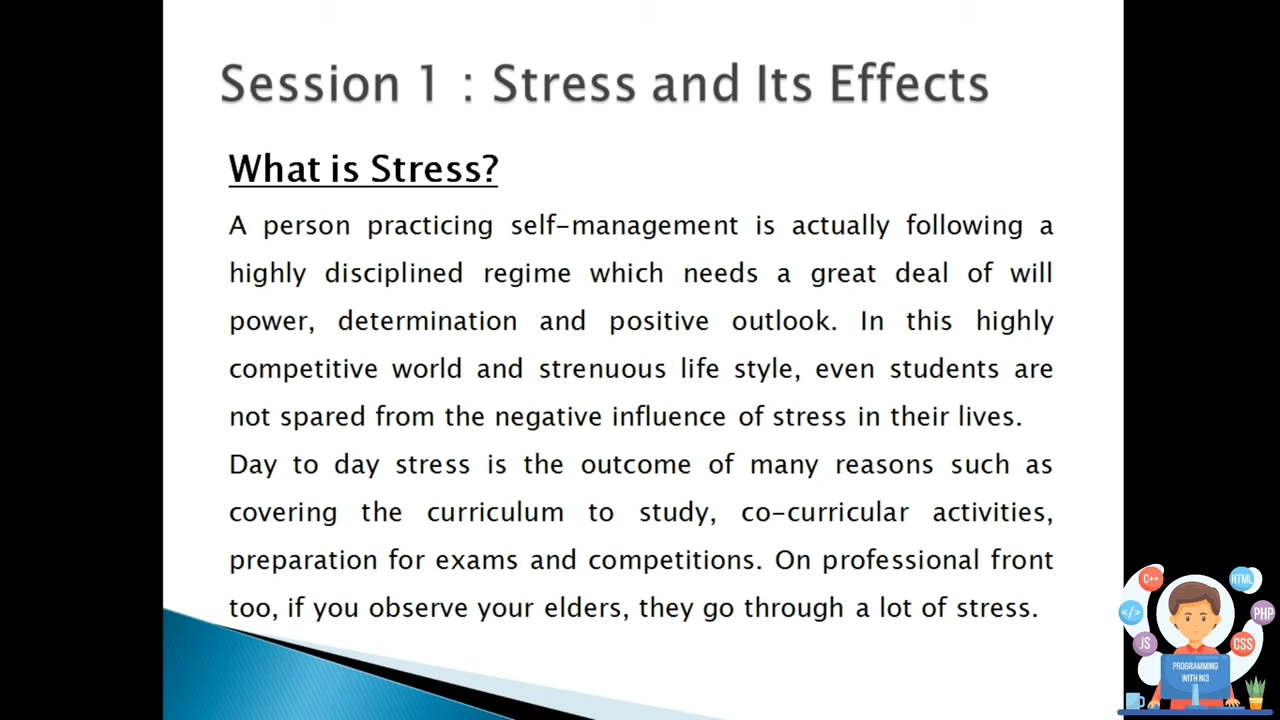 Session 1 : Stress and Its Effects
What is Stress?
A person practicing self-management is actually following a
highly disciplined regime which needs a great deal of will
power, determination and positive outlook. In this highly
competitive world and strenuous life style, even students are
not spared from the negative influence of stress in their lives.
Day to day stress is the outcome of many reasons such as
covering the curriculum to study, co-curricular activities,
preparation for exams and competitions. On professional front
too, if you observe your elders, they go through a lot of stress.
C++
HTML
</>
PHP
JS
CSS
PROGRAMMING
WITH NI3